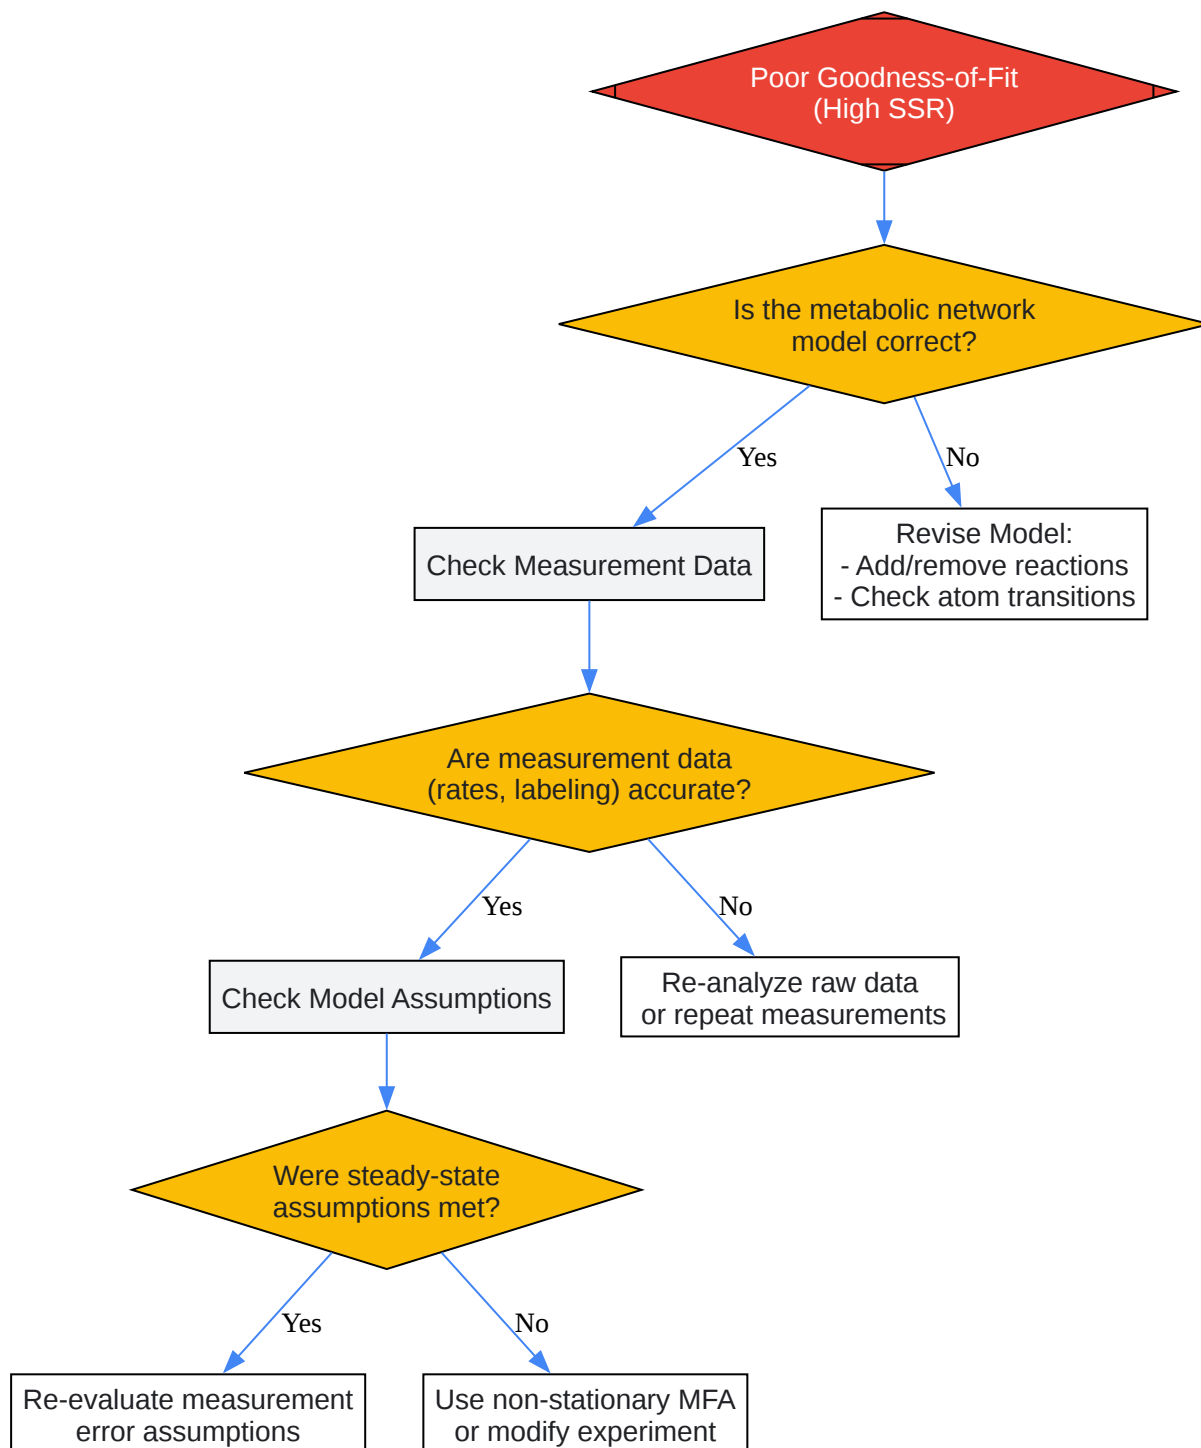 Poor Goodness-of-Fit
(High SSR)
Is the metabolic network
model correct?
Yes
No
Check Measurement Data
Revise Model:
- Add/remove reactions
- Check atom transitions
Are measurement data
(rates, labeling) accurate?
Yes
No
Check Model Assumptions
Re-analyze raw data
or repeat measurements
Were steady-state
assumptions met?
Yes
No
Re-evaluate measurement
error assumptions
Use non-stationary MFA
or modify experiment